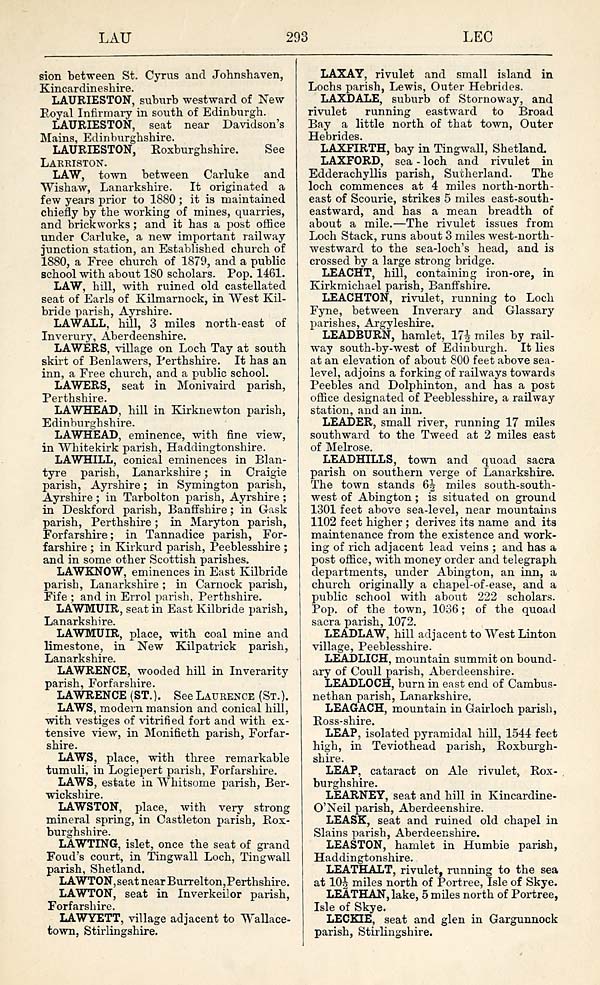 LAU 293 LEC
sion between St. Cyrus and Johnshaven,
Kincardineshire.
LAURIESTON, suburb westward of New
Royal Infirmary in south of Edinburgh.
LAURIESTON, seat near Davidson's
Mains, Edinburghshire.
LAURIESTON, Roxburghshire. See
LARRISTON.
LAW, town between Carluke and
Wishaw, Lanarkshire. It originated a
few years prior to 1880; it is maintained
chiefly by the working of mines, quarries,
and brickworks; and it has a post office
under Carluke, a new important railway
junction station, an Established church of
1880, a Free church of 1879, and a public
school with about 180 scholars. Pop. 1461.
LAW, hill, with ruined old castellated
seat of Earls of Kilmarnock, in West Kil-
bride parish, Ayrshire.
LAWALL, hill, 3 miles north-east of
Inverury, Aberdeenshire.
LAWERS, village on Loch Tay at south
skirt of Benlawers, Perthshire. It has an
inn, a Free church, and a public school.
LAWERS, seat in Monivaird parish,
Perthshire.
LAWHEAD, hill in Kirknewton parish,
Edinburghshire.
LAWHEAD, eminence, with fine view,
in Whitekirk parish, Haddingtonshire.
LAWHILL, conical eminences in Blan-
tyre parish, Lanarkshire; in Craigie
parish, Ayrshire; in Symington parish,
Ayrshire; in Tarbolton parish, Ayrshire;
in Deskford parish, Banffshire; in Gask
parish, Perthshire; in Maryton parish,
Forfarshire; in Tannadice parish, For-
farshire; in Kirkurd parish, Peeblesshire;
and in some other Scottish parishes.
LAWKNOW, eminences in East Kilbride
parish, Lanarkshire; in Carnock parish,
Fife; and in Errol parish, Perthshire.
LAWMUIR, seat in East Kilbride parish,
Lanarkshire.
LAWMUIR, place, with coal mine and
limestone, in New Kilpatrick parish,
Lanarkshire.
LAWRENCE, wooded hill in Inverarity
parish, Forfarshire.
LAWRENCE (ST.). See LAURENCE (ST.).
LAWS, modern mansion and conical hill,
with vestiges of vitrified fort and with ex-
tensive view, in Monifieth parish, Forfar-
shire.
LAWS, place, with three remarkable
tumuli, in Logiepert parish, Forfarshire.
LAWS, estate in Whitsome parish, Ber-
wickshire.
LAWSTON, place, with very strong
mineral spring, in Castleton parish, Rox-
burghshire.
LAWTING, islet, once the seat of grand
Foud's court, in Tingwall Loch, Tingwall
parish, Shetland.
LAWTON, seat near Burrelton, Perthshire.
LAWTON, seat in Inverkeilor parish,
Forfarshire.
LAWYETT, village adjacent to Wallace-
town, Stirlingshire.
LAXAY, rivulet and small island in
Lochs parish, Lewis, Outer Hebrides.
LAXDALE, suburb of Stornoway, and
rivulet running eastward to Broad
Bay a little north of that town, Outer
Hebrides.
LAXFIRTH, bay in Tingwall, Shetland.
LAXFORD, sea-loch and rivulet in
Edderachyllis parish, Sutherland. The
loch commences at 4 miles north-north-
east of Scourie, strikes 5 miles east-south-
eastward, and has a mean breadth of
about a mile.—The rivulet issues from
Loch Stack, runs about 3 miles west-north-
westward to the sea-loch's head, and is
crossed by a large strong bridge.
LEACHT, hill, containing iron-ore, in
Kirkmichael parish, Banffshire.
LEACHTON, rivulet, running to Loch
Fyne, between Inverary and Glassary
parishes, Argyleshire.
LEADBURN, hamlet, 17½ miles by rail-
way south-by-west of Edinburgh. It lies
at an elevation of about 800 feet above sea-
level, adjoins a forking of railways towards
Peebles and Dolphinton, and has a post
office designated of Peeblesshire, a railway
station, and an inn.
LEADER, small river, running 17 miles
southward to the Tweed at 2 miles east
of Melrose.
LEADHILLS, town and quoad sacra
parish on southern verge of Lanarkshire.
The town stands 6½ miles south-south-
west of Abington; is situated on ground
1301 feet above sea-level, near mountains
1102 feet higher; derives its name and its
maintenance from the existence and work-
ing of rich adjacent lead veins; and has a
post office, with money order and telegraph
departments, under Abington, an inn, a
church originally a chapel-of-ease, and a
public school with about 222 scholars.
Pop. of the town, 1036; of the quoad
sacra parish, 1072.
LEADLAW, hill adjacent to West Linton
village, Peeblesshire.
LEADLICH, mountain summit on bound-
ary of Coull parish, Aberdeenshire.
LEADLOCH, burn in east end of Cambus-
nethan parish, Lanarkshire.
LEAGACH, mountain in Gairloch parish,
Ross-shire.
LEAP, isolated pyramidal hill, 1544 feet
high, in Teviothead parish, Roxburgh-
shire.
LEAP, cataract on Ale rivulet, Rox-
burghshire.
LEARNEY, seat and hill in Kincardine-
O'Neil parish, Aberdeenshire.
LEASK, seat and ruined old chapel in
Slains parish, Aberdeenshire.
LEASTON, hamlet in Humbie parish,
Haddingtonshire.
LEATHALT, rivulet, running to the sea
at 10½ miles north of Portree, Isle of Skye.
LEATHAN, lake, 5 miles north of Portree,
Isle of Skye.
LECKIE, seat and glen in Gargunnock
parish, Stirlingshire.